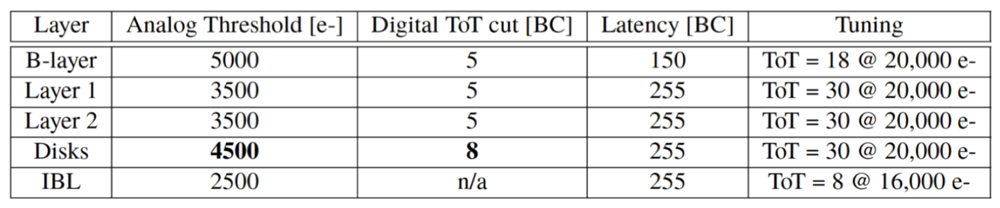 Layer Analog Threshold [e-] Digital ToT cut [BC] Latency [BC] Tuning
B-layer 5000 5 150 ToT = 18 @ 20,000 e-
Layer 1 3500 5 255 ToT = 30 @ 20,000 e-
Layer 2 3500 5 255 ToT = 30 @ 20,000 e-
Disks 4500 8 255 ToT = 30 @ 20,000 e-
IBL 2500 n/a 255 ToT = 8 @ 16,000 e-